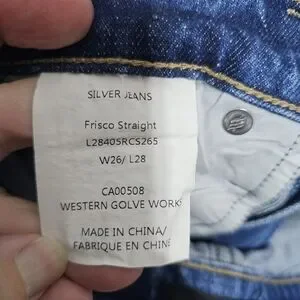 SILVER JEANS
Frisco Straight
L28405RCS265
W26/ L28
CA00508
WESTERN GOLVE WORKS
MADE IN CHINA/
FABRIQUE EN CHINE